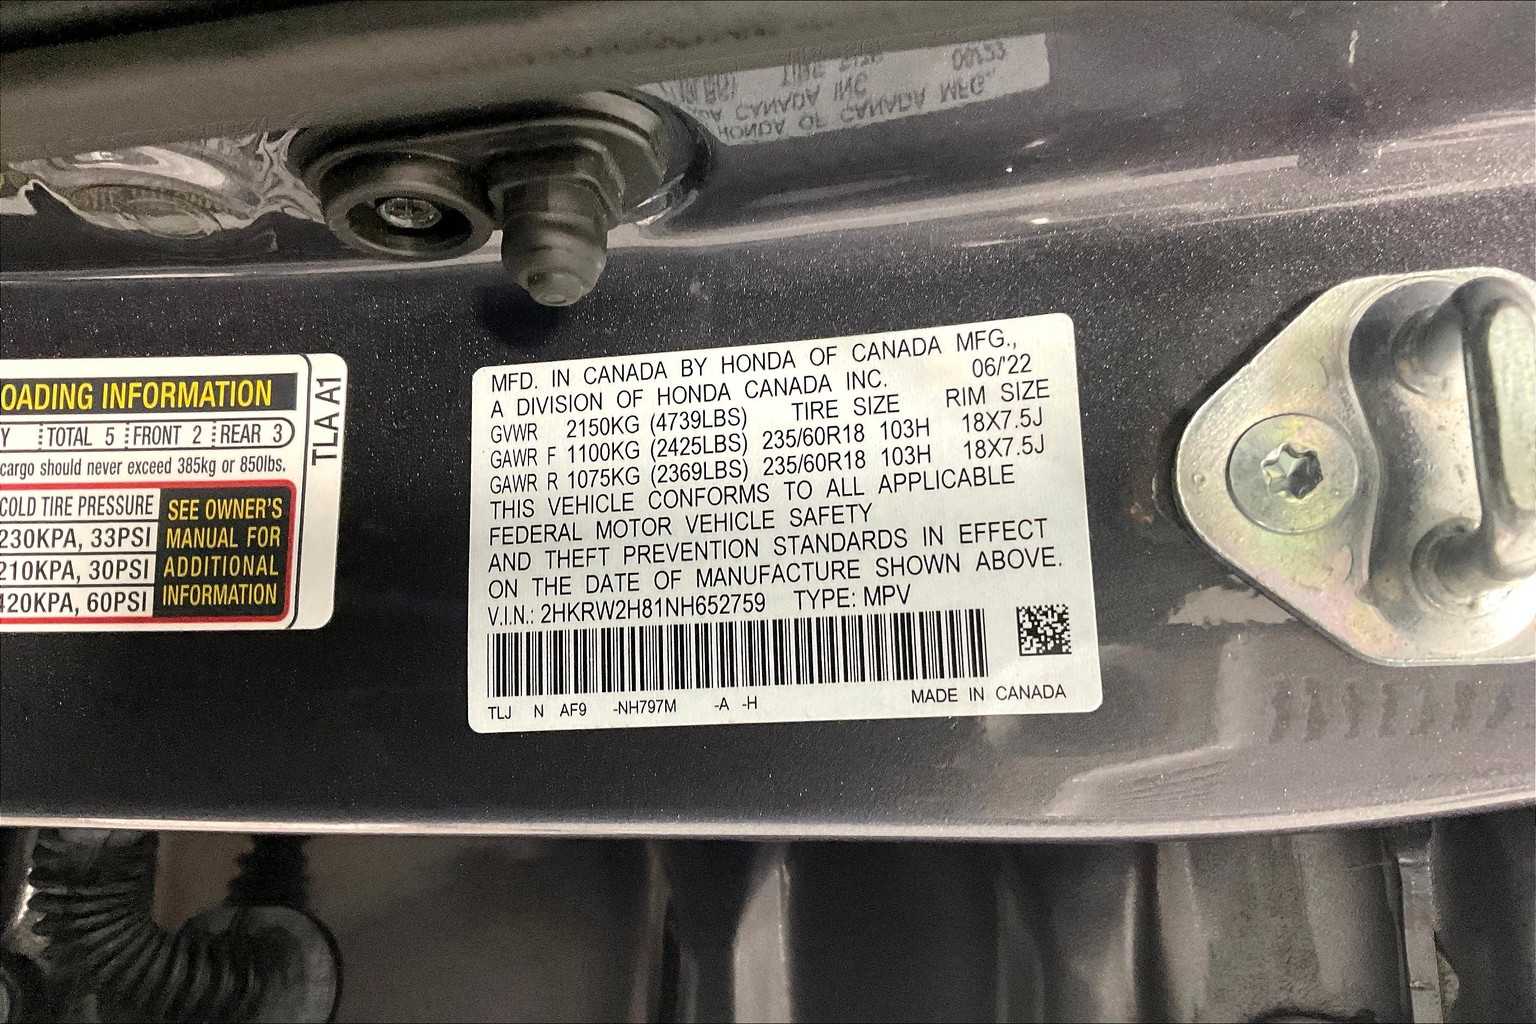 OADING INFORMATION
Y TOTAL 5 FRONT 2 REAR 3
cargo should never exceed 385kg or 850lbs.
COLD TIRE PRESSURE
230KPA, 33PSI
210KPA, 30PSI
420KPA, 60PSI
SEE OWNER'S
MANUAL FOR
ADDITIONAL
INFORMATION
TLA A1
MFD. IN CANADA BY HONDA OF CANADA MFG.,
A DIVISION OF HONDA CANADA INC. 06/'22
GVWR 2150KG (4739LBS) TIRE SIZE RIM SIZE
GAWR F 1100KG (2425LBS) 235/60R18 103H 18X7.5J
GAWR R 1075KG (2369LBS) 235/60R18 103H 18X7.5J
THIS VEHICLE CONFORMS TO ALL APPLICABLE
FEDERAL MOTOR VEHICLE SAFETY
AND THEFT PREVENTION STANDARDS IN EFFECT
ON THE DATE OF MANUFACTURE SHOWN ABOVE.
V.I.N.: 2HKRW2H81NH652759 TYPE: MPV
TLJ N AF9 -NH797M -A -H MADE IN CANADA